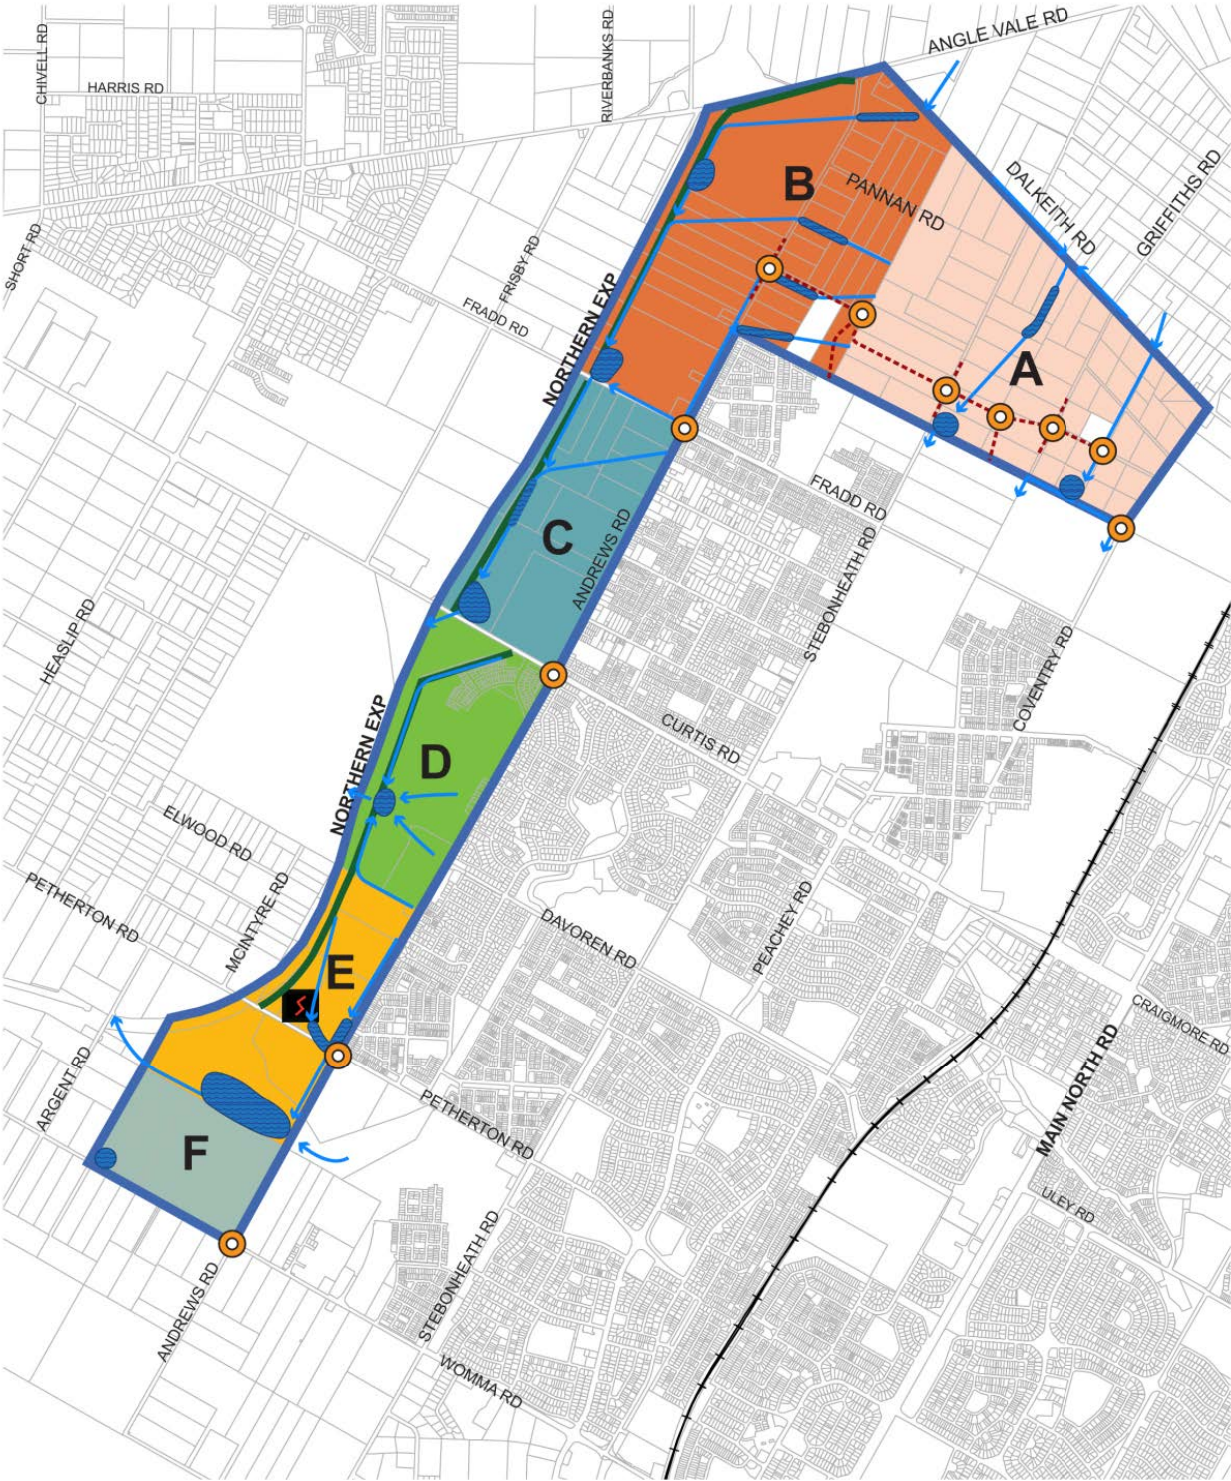 ANGLE VALE RD
CHIVELL RD
RIVERBANKS RD
HARRIS RD
B
PANNAN RD
DALKEITH RD
GRIFFITHS RD
SHORT RD
FRISBY RD
FRADD RD
NORTHERN EXP
A
FRADD RD
C
ANDREWS RD
STEBONHEATH RD
HEASLIP RD
COVENTRY RD
CURTIS RD
D
NORTHERN EXP
ELWOOD RD
PETHERTON RD
MCINTYRE RD
DAVOREN RD
PEACHEY RD
E
CRAIGMORE RD
MAIN NORTH RD
ARGENT RD
PETHERTON RD
F
ULEY RD
STEBONHEATH RD
ANDREWS RD
WOMMA RD